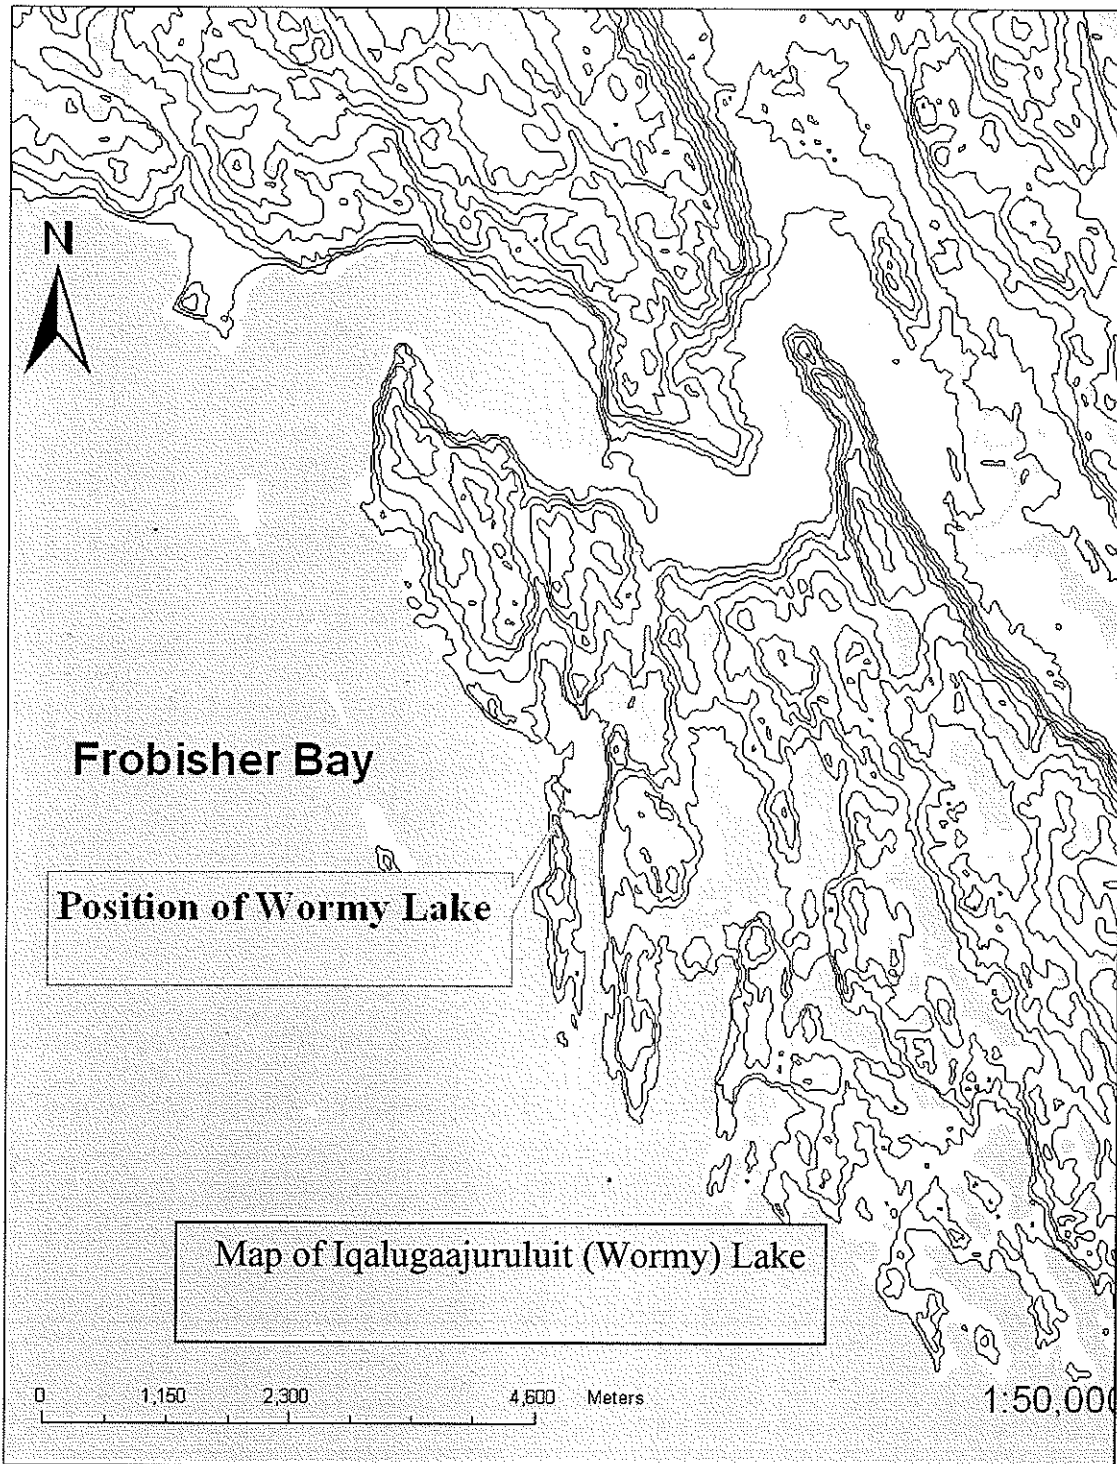 N
Frobisher Bay
Position of Wormy Lake
Map of Iqalugaajuruluit (Wormy) Lake
0 1,150 2,300 4,600 Meters
1:50,000